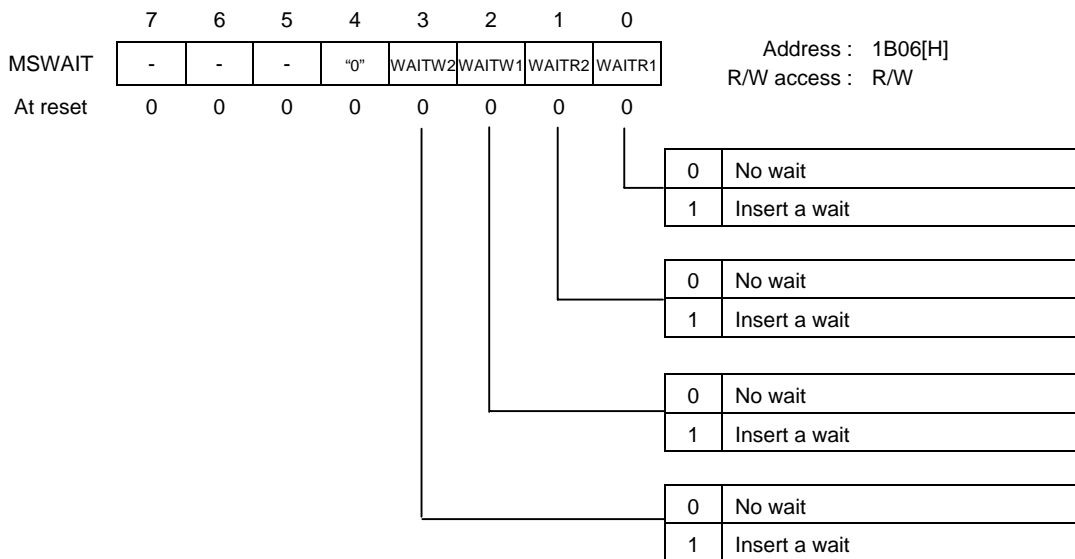 7 6 5 4 3 2 1 0
MSWAIT - - - “0” WAITW2 WAITW1 WAITR2 WAITR1
Address : 1B06[H]
R/W access : R/W
At reset 0 0 0 0 0 0 0 0
0 No wait
1 Insert a wait
0 No wait
1 Insert a wait
0 No wait
1 Insert a wait
0 No wait
1 Insert a wait